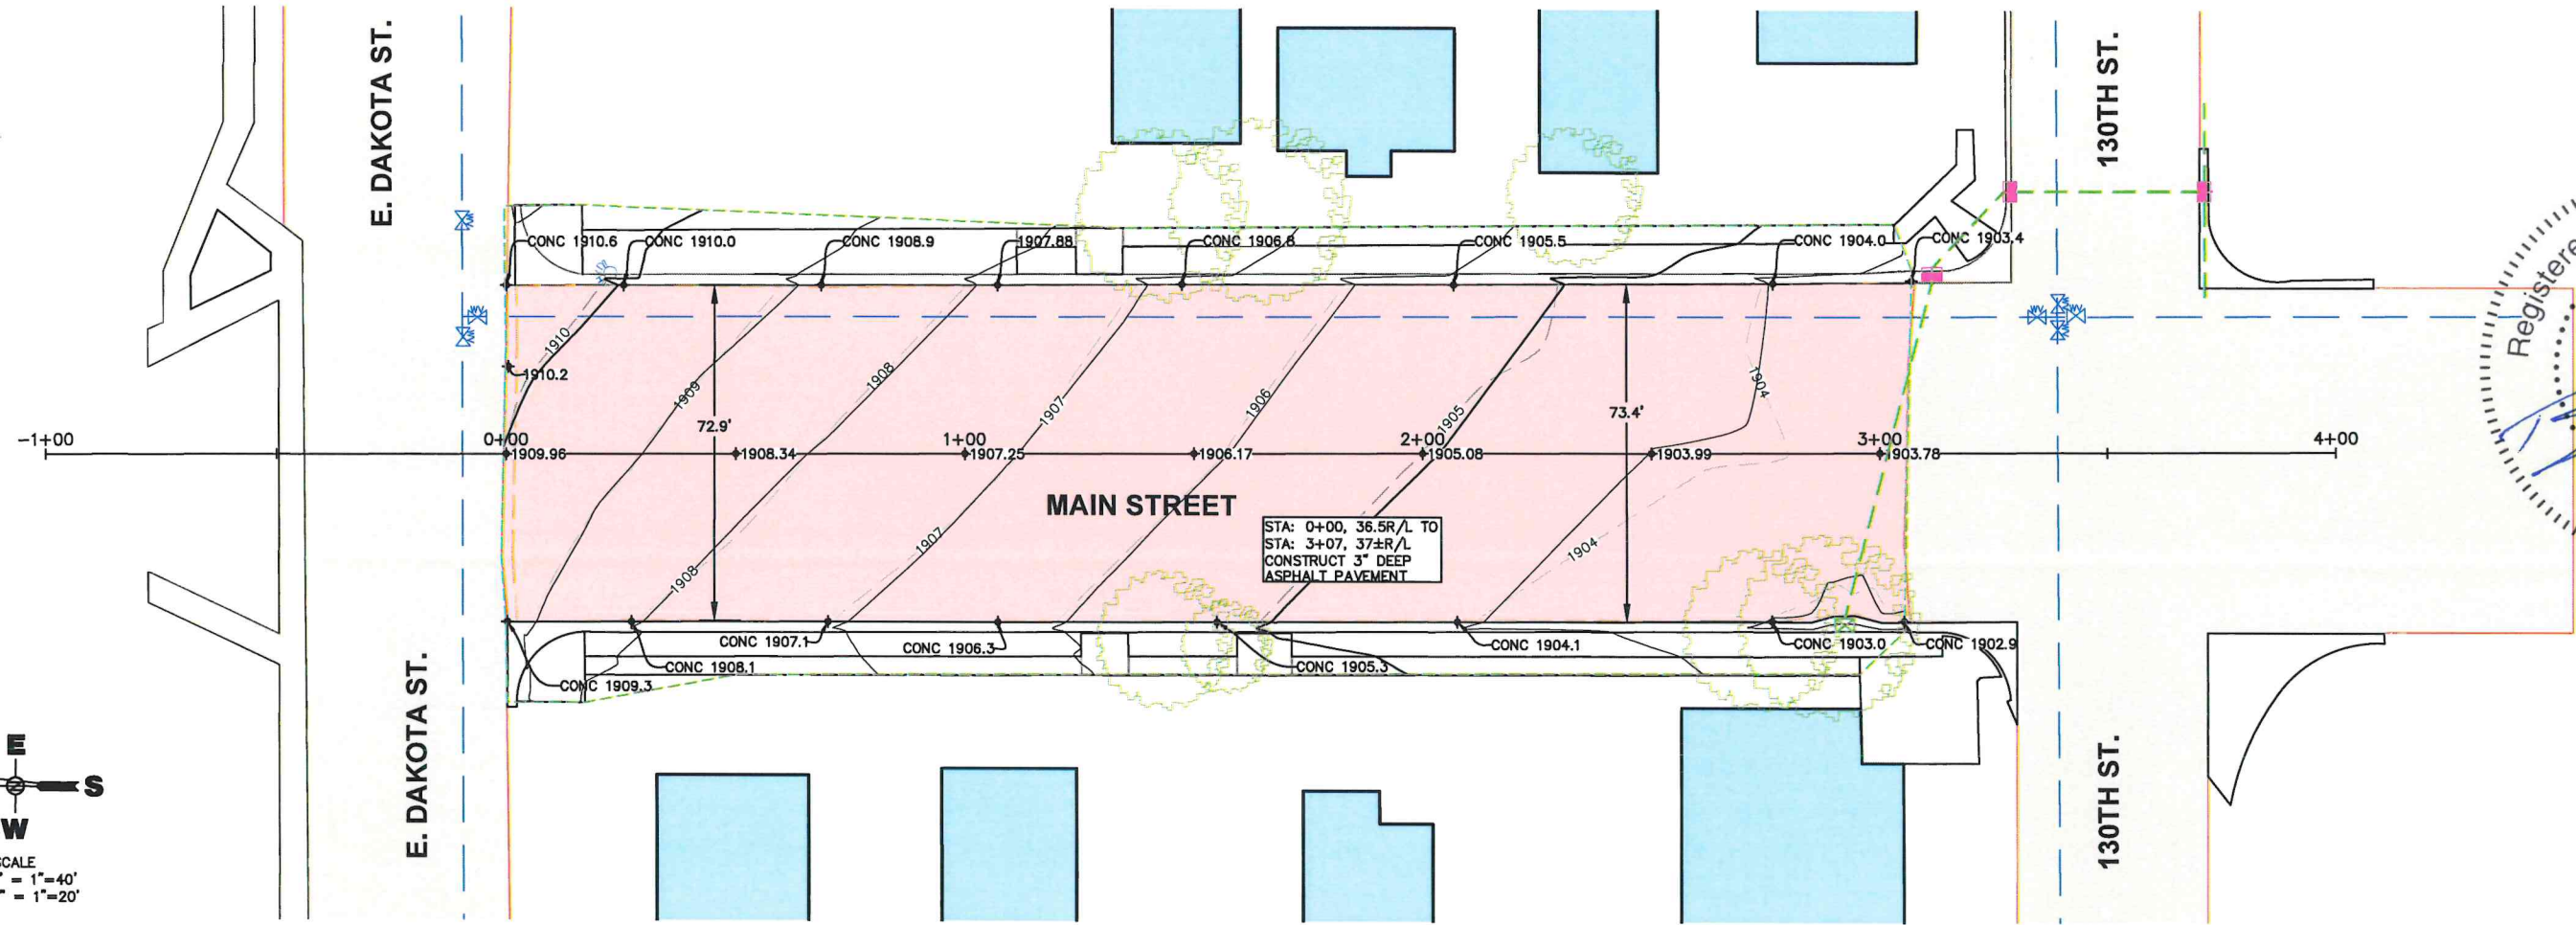 E. DAKOTA ST.
130TH ST.
Registere
CONC 1910.6
CONC 1910.0
CONC 1908.9
1907.88
CONC 1906.8
CONC 1905.5
CONC 1904.0
CONC 1903.4
1910
1910.2
1909
1908
1907
1906
1905
1904
72.9'
73.4'
-1+00
0+00
1+00
2+00
3+00
4+00
1909.96
1908.34
1907.25
1906.17
1905.08
1903.99
1903.78
MAIN STREET
STA: 0+00, 36.5R/L TO
STA: 3+07, 37±R/L
CONSTRUCT 3" DEEP
ASPHALT PAVEMENT
1908
1907
1904
CONC 1909.3
CONC 1908.1
CONC 1907.1
CONC 1906.3
CONC 1905.3
CONC 1904.1
CONC 1903.0
CONC 1902.9
E. DAKOTA ST.
130TH ST.
E
S
W
SCALE
" = 1"=40'
" = 1"=20'